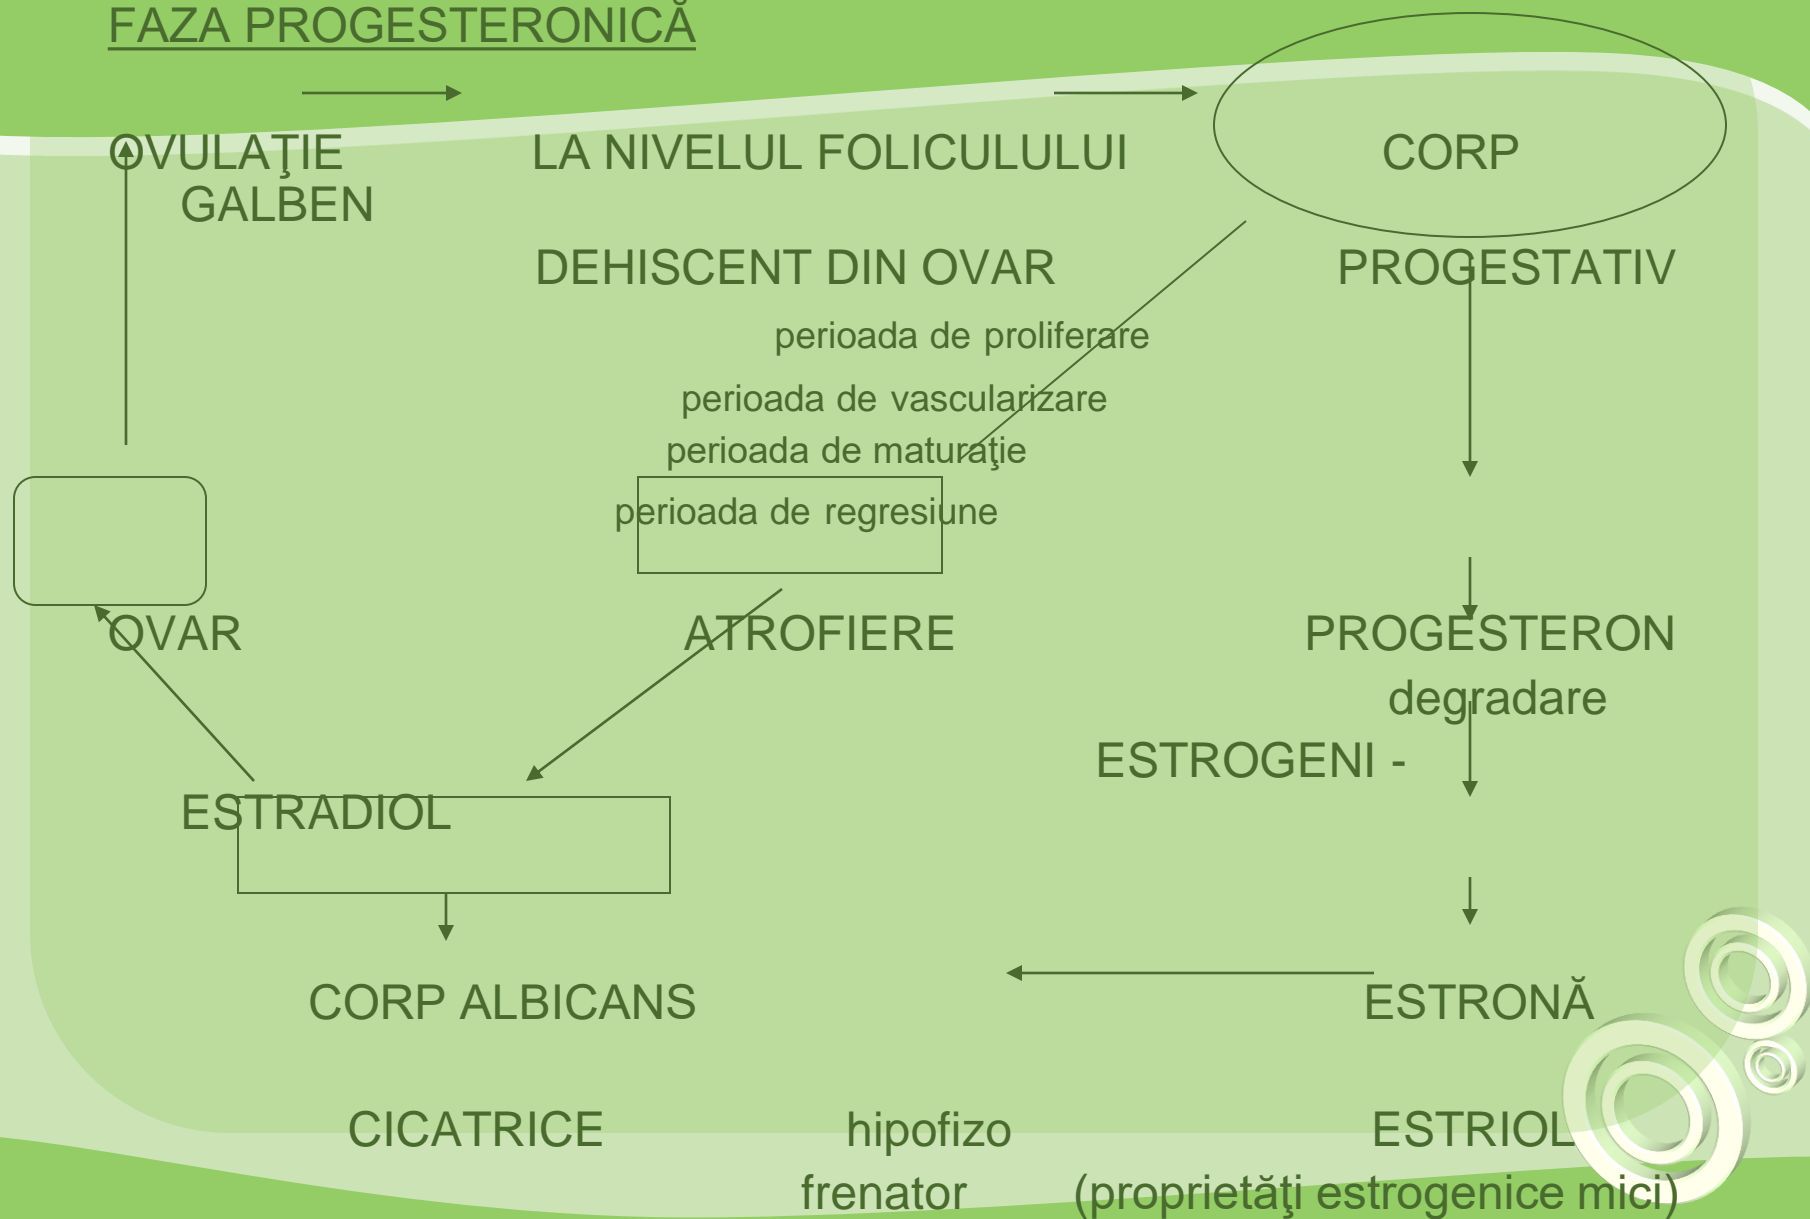 FAZA PROGESTERONICĂ
OVULAŢIE LA NIVELUL FOLICULULUI CORP
GALBEN
DEHISCENT DIN OVAR PROGESTATIV
perioada de proliferare
perioada de vascularizare
perioada de maturaţie
perioada de regresiune
OVAR ATROFIERE PROGESTERON
degradare
ESTROGENI -
ESTRADIOL
CORP ALBICANS ESTRONĂ
CICATRICE hipofizo ESTRIOL
frenator (proprietăţi estrogenice mici)